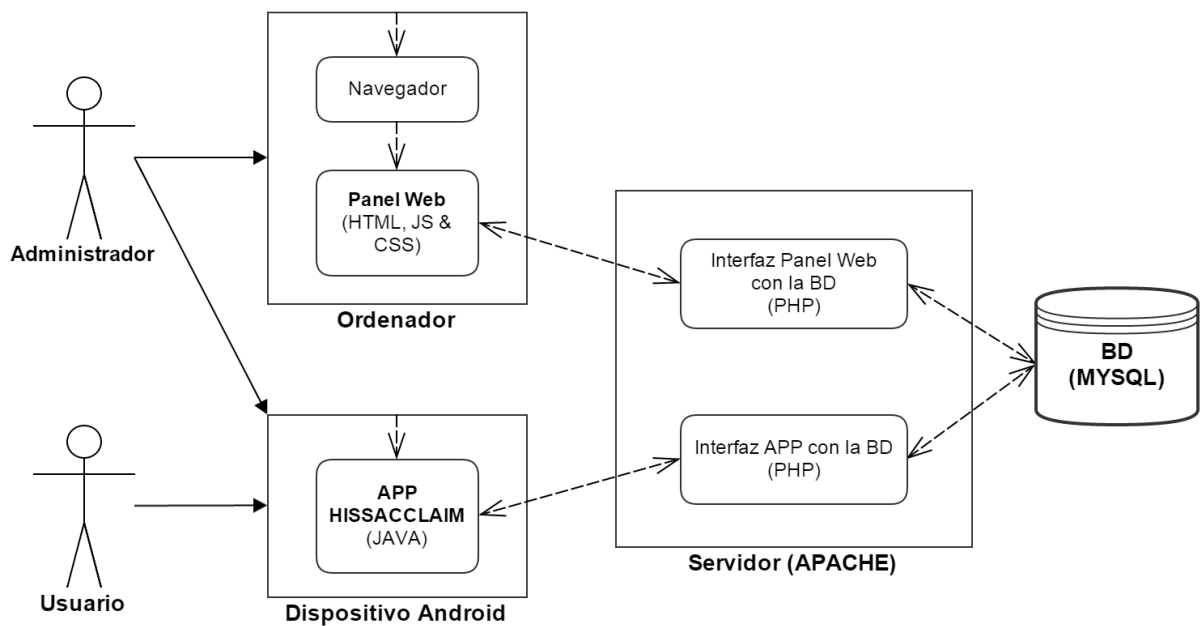 Navegador
Panel Web
(HTML, JS &
CSS)
Administrador
Ordenador
Interfaz Panel Web
con la BD
(PHP)
BD
(MYSQL)
Interfaz APP con la BD
(PHP)
APP
HISSACCLAIM
(JAVA)
Servidor (APACHE)
Usuario
Dispositivo Android